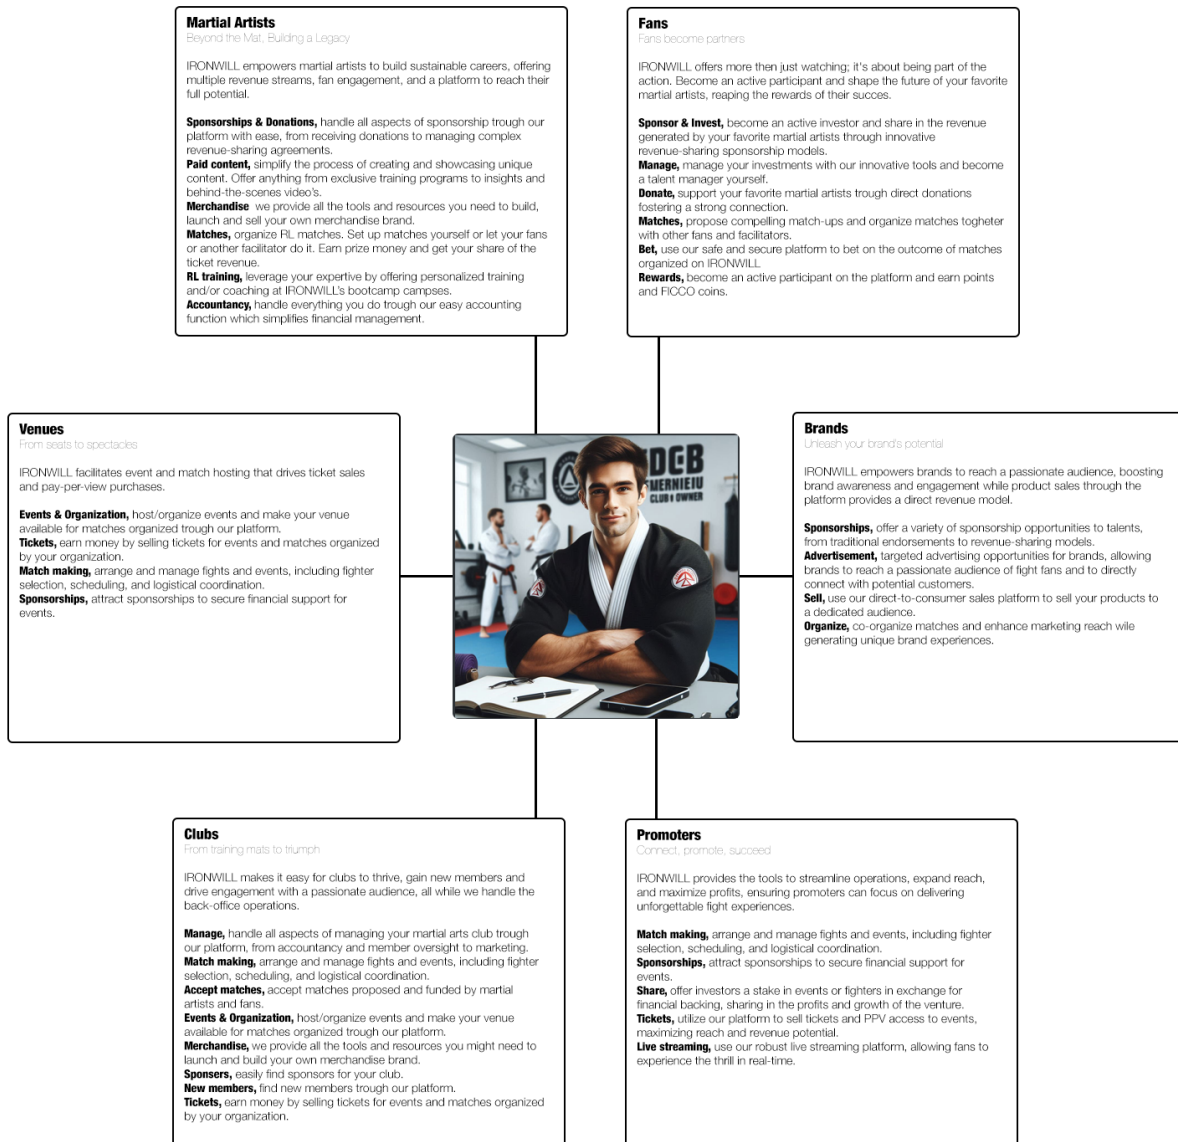 Martial Artists
Beyond the Mat, Building a Legacy
IRONWILL empowers martial artists to build sustainable careers, offering
multiple revenue streams, fan engagement, and a platform to reach their
full potential.
Sponsorships & Donations, handle all aspects of sponsorship trough our
platform with ease, from receiving donations to managing complex
revenue-sharing agreements.
Paid content, simplify the process of creating and showcasing unique
content. Offer anything from exclusive training programs to insights and
behind-the-scenes video's.
Merchandise we provide all the tools and resources you need to build,
launch and sell your own merchandise brand.
Matches, organize RL matches. Set up matches yourself or let your fans
or another facilitator do it. Earn prize money and get your share of the
ticket revenue.
RL training, leverage your expertive by offering personalized training
and/or coaching at IRONWILL's bootcamp campses.
Accountancy, handle everything you do trough our easy accounting
function which simplifies financial management.
Fans
Fans become partners
IRONWILL offers more then just watching; it's about being part of the
action. Become an active participant and shape the future of your favorite
martial artists, reaping the rewards of their succes.
Sponsor & Invest, become an active investor and share in the revenue
generated by your favorite martial artists through innovative
revenue-sharing sponsorship models.
Manage, manage your investments with our innovative tools and become
a talent manager yourself.
Donate, support your favorite martial artists trough direct donations
fostering a strong connection.
Matches, propose compelling match-ups and organize matches togheter
with other fans and facilitators.
Bet, use our safe and secure platform to bet on the outcome of matches
organized on IRONWILL
Rewards, become an active participant on the platform and earn points
and FICCO coins.
Venues
From seats to spectacles
IRONWILL facilitates event and match hosting that drives ticket sales
and pay-per-view purchases.
Events & Organization, host/organize events and make your venue
available for matches organized trough our platform.
Tickets, earn money by selling tickets for events and matches organized
by your organization.
Match making, arrange and manage fights and events, including fighter
selection, scheduling, and logistical coordination.
Sponsorships, attract sponsorships to secure financial support for
events.
DGB
CLUB
OWNER
Brands
Unleash your brand's potential
IRONWILL empowers brands to reach a passionate audience, boosting
brand awareness and engagement while product sales through the
platform provides a direct revenue model.
Sponsorships, offer a variety of sponsorship opportunities to talents,
from traditional endorsements to revenue-sharing models.
Advertisement, targeted advertising opportunities for brands, allowing
brands to reach a passionate audience of fight fans and to directly
connect with potential customers.
Sell, use our direct-to-consumer sales platform to sell your products to
a dedicated audience.
Organize, co-organize matches and enhance marketing reach wile
generating unique brand experiences.
Clubs
From training mats to triumph
IRONWILL makes it easy for clubs to thrive, gain new members and
drive engagement with a passionate audience, all while we handle the
back-office operations.
Manage, handle all aspects of managing your martial arts club trough
our platform, from accountancy and member oversight to marketing.
Match making, arrange and manage fights and events, including fighter
selection, scheduling, and logistical coordination.
Accept matches, accept matches proposed and funded by martial
artists and fans.
Events & Organization, host/organize events and make your venue
available for matches organized trough our platform.
Merchandise, we provide all the tools and resources you might need to
launch and build your own merchandise brand.
Sponsers, easily find sponsors for your club.
New members, find new members trough our platform.
Tickets, earn money by selling tickets for events and matches organized
by your organization.
Promoters
Connect, promote, succeed
IRONWILL provides the tools to streamline operations, expand reach,
and maximize profits, ensuring promoters can focus on delivering
unforgettable fight experiences.
Match making, arrange and manage fights and events, including fighter
selection, scheduling, and logistical coordination.
Sponsorships, attract sponsorships to secure financial support for
events.
Share, offer investors a stake in events or fighters in exchange for
financial backing, sharing in the profits and growth of the venture.
Tickets, utilize our platform to sell tickets and PPV access to events,
maximizing reach and revenue potential.
Live streaming, use our robust live streaming platform, allowing fans to
experience the thrill in real-time.